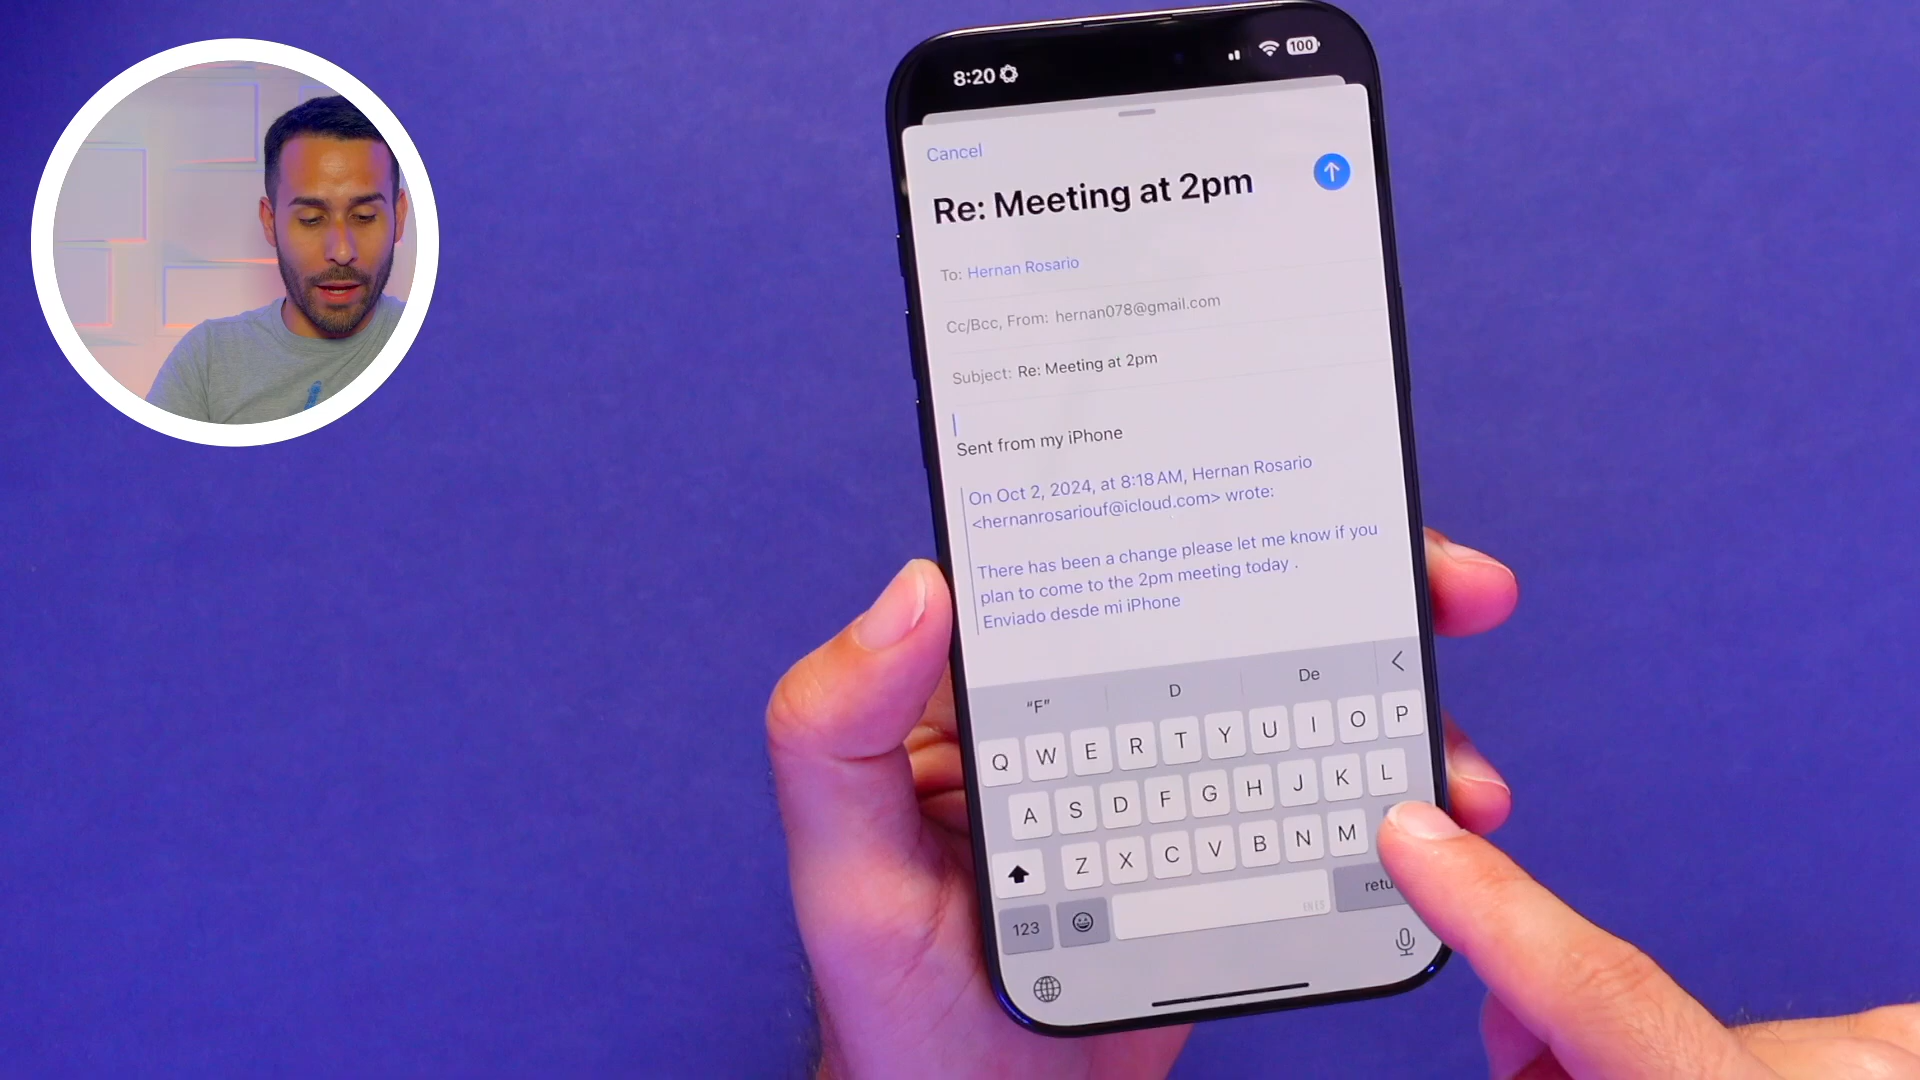 8:20
100
Cancel
Re: Meeting at 2pm
To: Hernan Rosario
Cc/Bcc, From: hernan078@gmail.com
Subject: Re: Meeting at 2pm
Sent from my iPhone
On Oct 2, 2024, at 8:18 AM, Hernan Rosario
<hernanrosariouf@icloud.com> wrote:
There has been a change please let me know if you
plan to come to the 2pm meeting today .
Enviado desde mi iPhone
“F” D De
Q W E R T Y U I O P
A S D F G H J K L
Z X C V B N M
123 EN ES retu